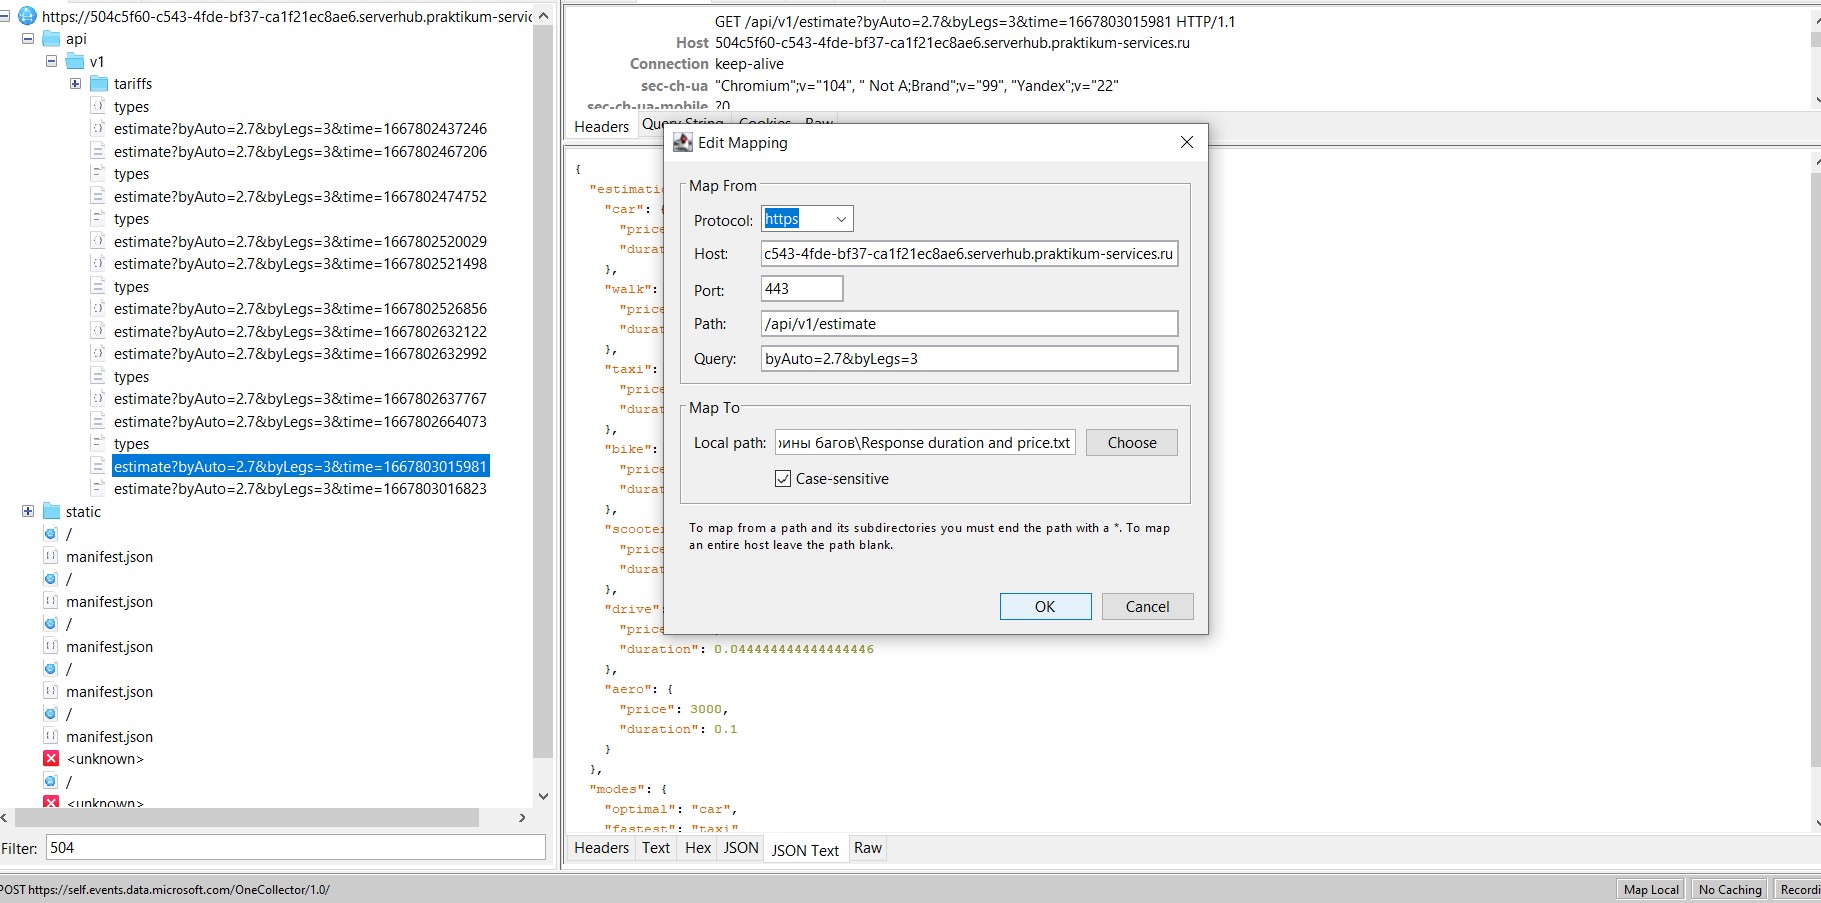 https://504c5f60-c543-4fde-bf37-ca1f21ec8ae6.serverhub.praktikum-servic
api
v1
tariffs
types
estimate?byAuto=2.7&byLegs=3&time=1667802437246
estimate?byAuto=2.7&byLegs=3&time=1667802467206
types
estimate?byAuto=2.7&byLegs=3&time=1667802474752
types
estimate?byAuto=2.7&byLegs=3&time=1667802520029
estimate?byAuto=2.7&byLegs=3&time=1667802521498
types
estimate?byAuto=2.7&byLegs=3&time=1667802526856
estimate?byAuto=2.7&byLegs=3&time=1667802632122
estimate?byAuto=2.7&byLegs=3&time=1667802632992
types
estimate?byAuto=2.7&byLegs=3&time=1667802637767
estimate?byAuto=2.7&byLegs=3&time=1667802664073
types
estimate?byAuto=2.7&byLegs=3&time=1667803015981
estimate?byAuto=2.7&byLegs=3&time=1667803016823
static
/
manifest.json
/
manifest.json
/
manifest.json
/
manifest.json
/
manifest.json
<unknown>
/
<unknown>
Filter: 504
GET /api/v1/estimate?byAuto=2.7&byLegs=3&time=1667803015981 HTTP/1.1
Host 504c5f60-c543-4fde-bf37-ca1f21ec8ae6.serverhub.praktikum-services.ru
Connection keep-alive
sec-ch-ua "Chromium";v="104", " Not A;Brand";v="99", "Yandex";v="22"
sec-ch-ua-mobile ?0
Headers Query String Cookies Raw
{
"estimatio
"car": {
"price
"durat
},
"walk":
"price
"durat
},
"taxi":
"price
"durat
},
"bike":
"price
"durat
},
"scooter
"price
"durat
},
"drive":
"price
"duration": 0.044444444444444446
},
"aero": {
"price": 3000,
"duration": 0.1
}
},
"modes": {
"optimal": "car",
"fastest": "taxi"
Headers Text Hex JSON JSON Text Raw
Edit Mapping
Map From
Protocol: https
Host: c543-4fde-bf37-ca1f21ec8ae6.serverhub.praktikum-services.ru
Port: 443
Path: /api/v1/estimate
Query: byAuto=2.7&byLegs=3
Map To
Local path: ины багов\Response duration and price.txt Choose
Case-sensitive
To map from a path and its subdirectories you must end the path with a *. To map
an entire host leave the path blank.
OK Cancel
POST https://self.events.data.microsoft.com/OneCollector/1.0/
Map Local No Caching Recordi